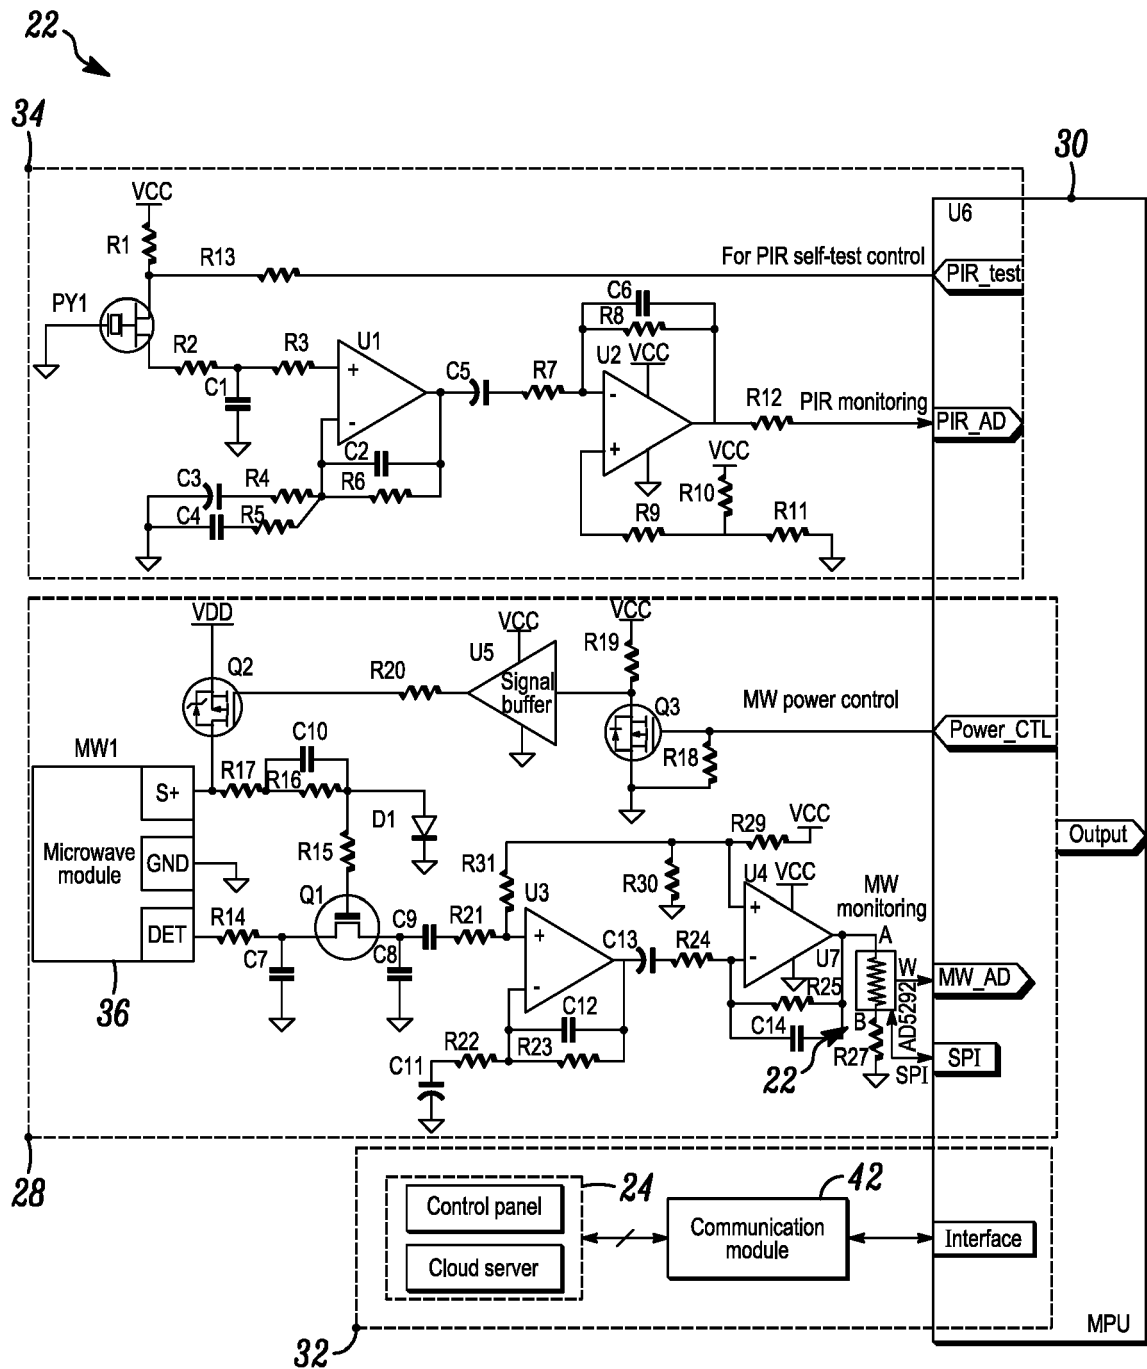 22
34
30
VCC
U6
R1
R13
For PIR self-test control
PIR_test
PY1
C6
R8
R2
R3
U1
U2
VCC
C1
C5
R7
R12
PIR monitoring
PIR_AD
+
-
-
+
C2
R6
VCC
C3
R4
R10
C4
R5
R9
R11
VDD
VCC
VCC
Q2
R20
U5
R19
Signal
buffer
Q3
MW power control
Power_CTL
C10
R18
MW1
S+
R17
R16
D1
VCC
R29
Output
Microwave
module
GND
R15
R31
R30
U4
VCC
MW
monitoring
Q1
U3
DET
R14
C9
R21
+
+
C13
R24
A
W
MW_AD
C7
C8
-
-
U7
R25
AD5292
36
C12
C14
B
R22
R23
R27
SPI
C11
22
SPI
28
24
42
Control panel
Cloud server
Communication
module
Interface
MPU
32